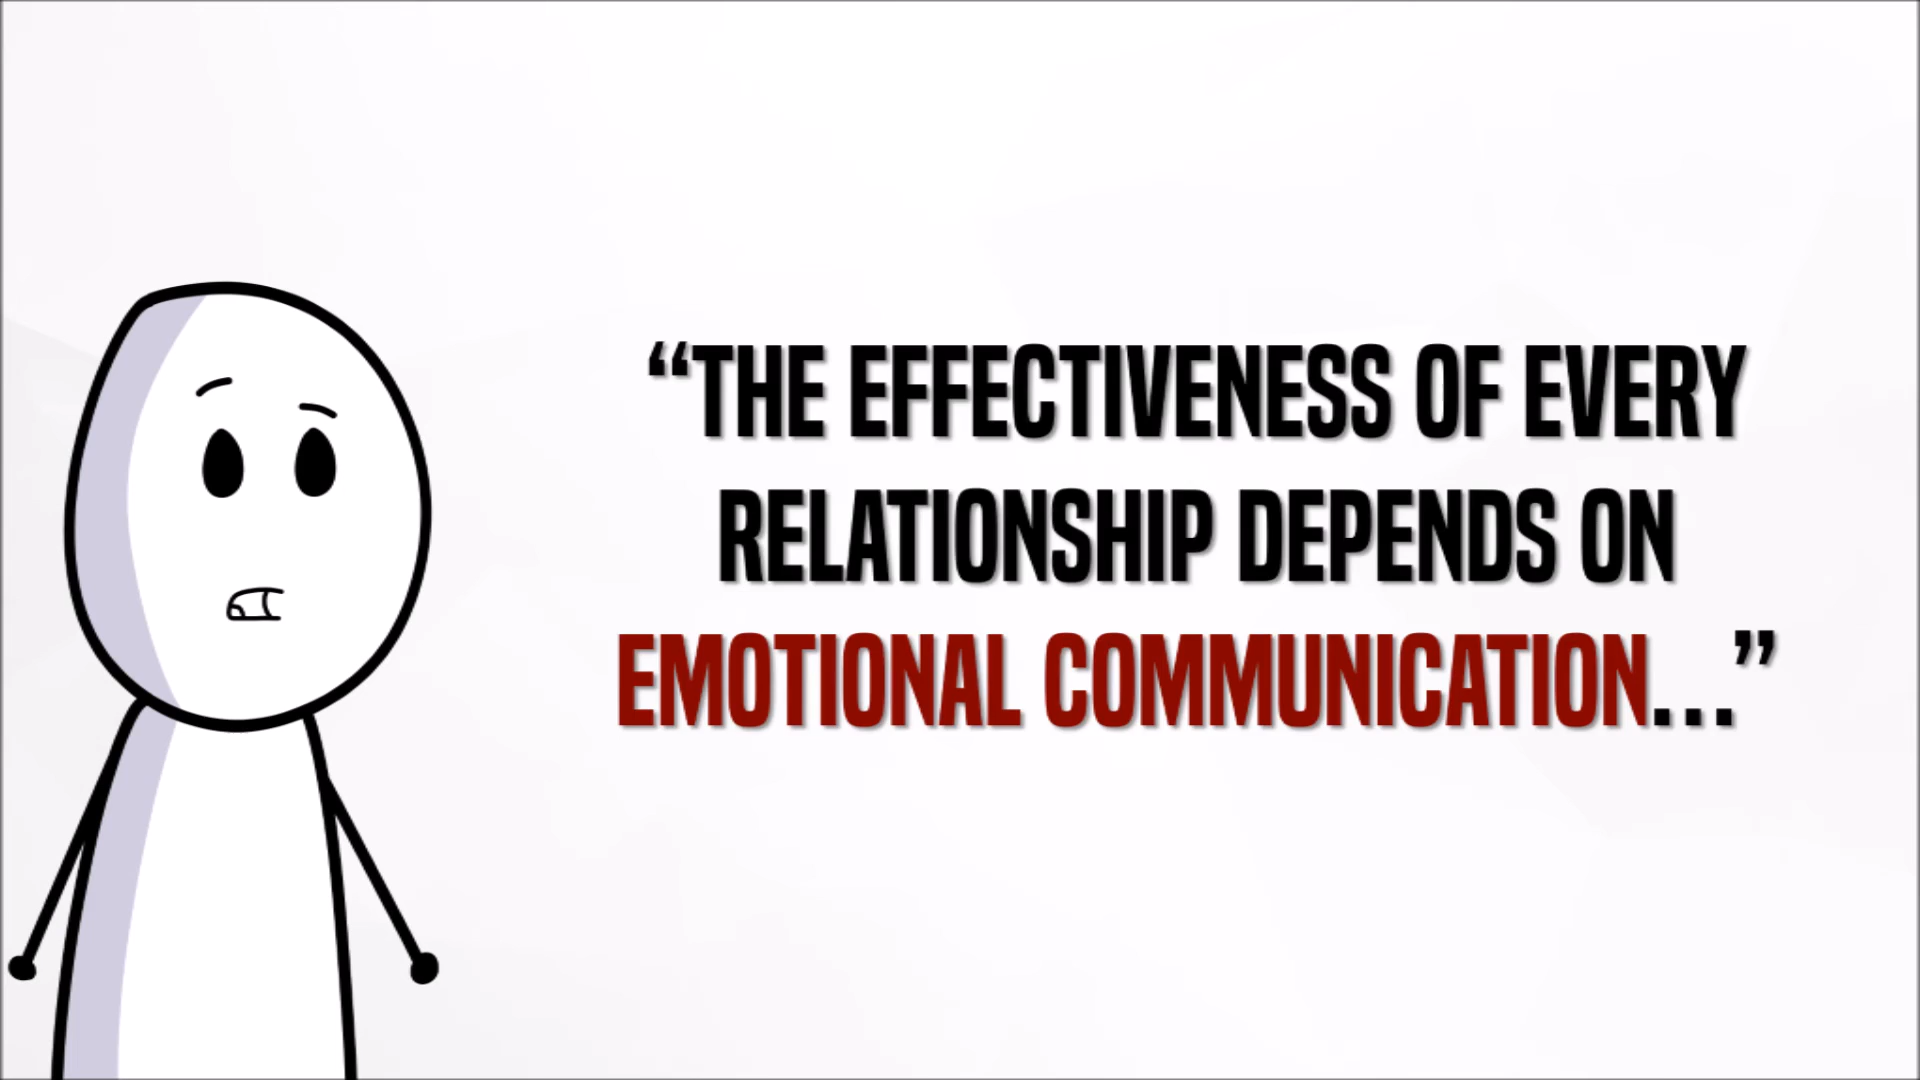 “THE EFFECTIVENESS OF EVERY
RELATIONSHIP DEPENDS ON
EMOTIONAL COMMUNICATION...”